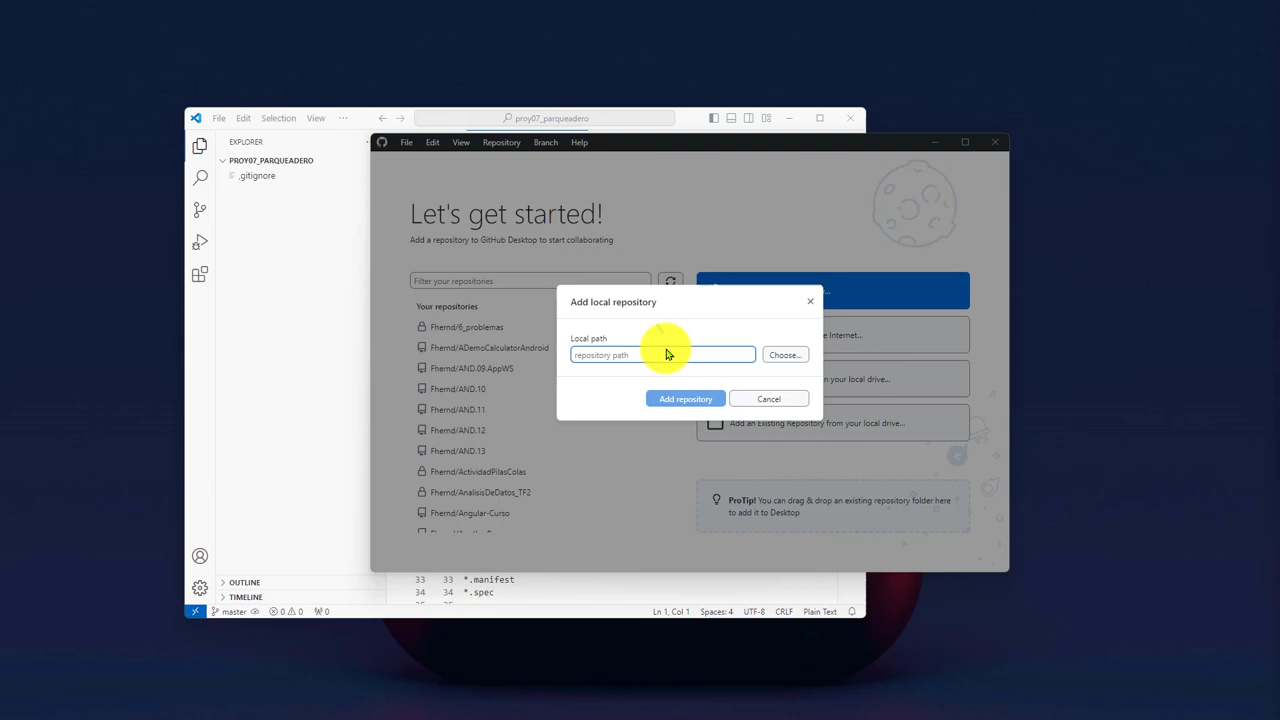 File Edit Selection View ··· proy07_parqueadero
EXPLORER
PROY07_PARQUEADERO
.gitignore
OUTLINE
TIMELINE
33 33 *.manifest
34 34 *.spec
master 0 0 0 Ln 1, Col 1 Spaces: 4 UTF-8 CRLF Plain Text
File Edit View Repository Branch Help
Let's get started!
Add a repository to GitHub Desktop to start collaborating
Filter your repositories
Your repositories
Fhernd/6_problemas
Fhernd/ADemoCalculatorAndroid
Fhernd/AND.09.AppWS
Fhernd/AND.10
Fhernd/AND.11
Fhernd/AND.12
Fhernd/AND.13
Fhernd/ActividadPilasColas
Fhernd/AnalisisDeDatos_TF2
Fhernd/Angular-Curso
...
Internet...
on your local drive...
Add an Existing Repository from your local drive...
ProTip! You can drag & drop an existing repository folder here
to add it to Desktop
Add local repository
Local path
repository path
Choose...
Add repository Cancel